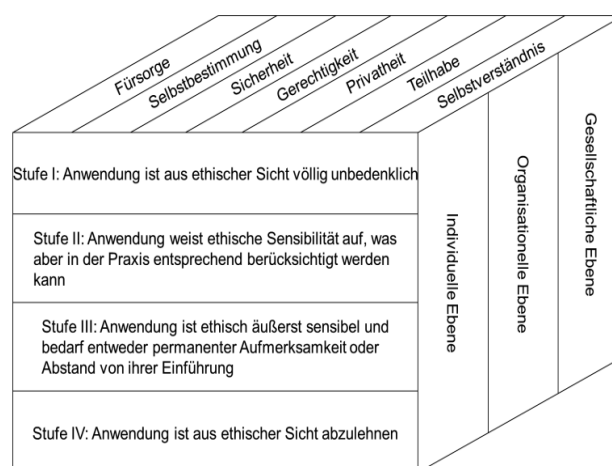 Fürsorge
Selbstbestimmung
Sicherheit
Gerechtigkeit
Privatheit
Teilhabe
Selbstverständnis
Stufe I: Anwendung ist aus ethischer Sicht völlig unbedenklich
Stufe II: Anwendung weist ethische Sensibilität auf, was
aber in der Praxis entsprechend berücksichtigt werden
kann
Stufe III: Anwendung ist ethisch äußerst sensibel und
bedarf entweder permanenter Aufmerksamkeit oder
Abstand von ihrer Einführung
Stufe IV: Anwendung ist aus ethischer Sicht abzulehnen
Individuelle Ebene
Organisationelle Ebene
Gesellschaftliche Ebene